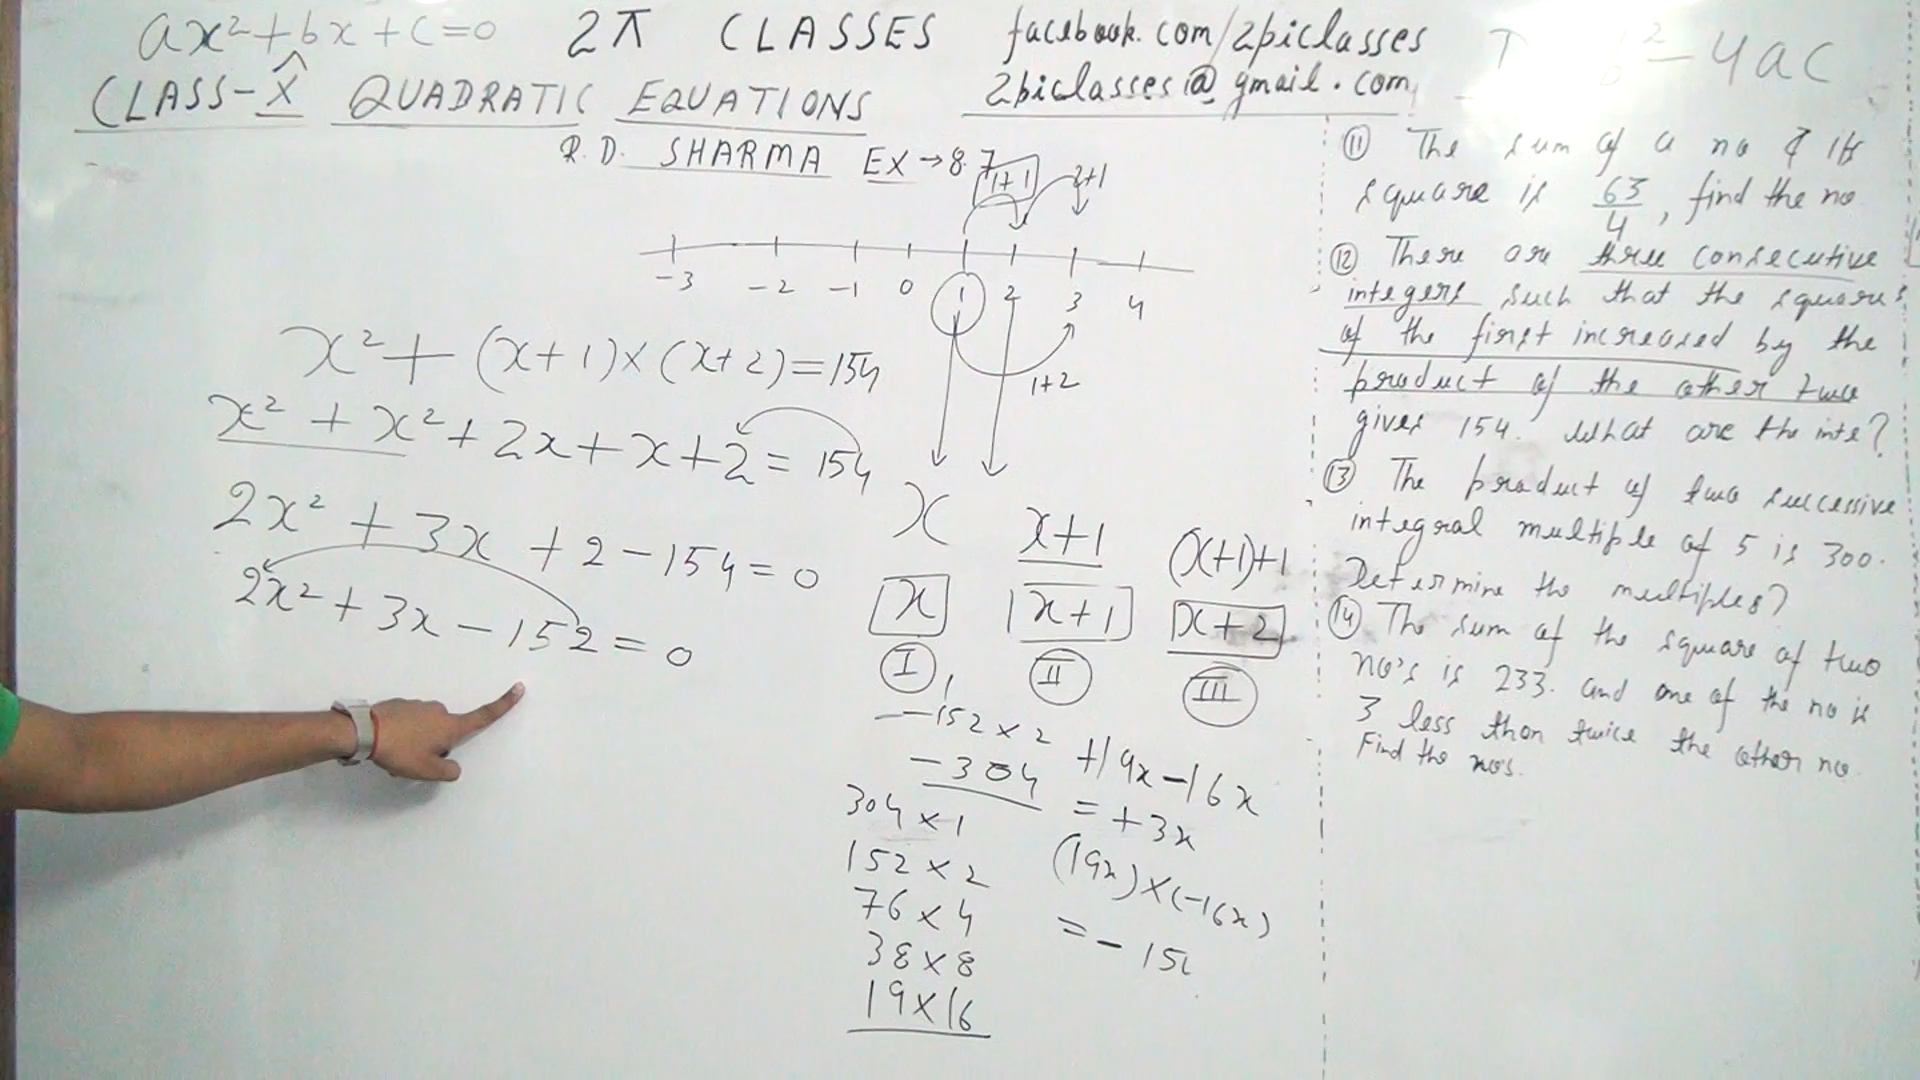 ax²+bx+c=0 2π CLASSES facebook.com/2piclasses b²-4ac
CLASS-X QUADRATIC EQUATIONS 2piclasses@gmail.com
R.D. SHARMA EX→8.7
1+1 2+1
-3 -2 -1 0 1 2 3 4
1+2
x²+(x+1)×(x+2)=154
x²+x²+2x+x+2=154
2x²+3x+2-154=0
2x²+3x-152=0
x x+1 (x+1)+1
x x+1 x+2
I, II III
-152×2
-304
304×1
152×2
76×4
38×8
19×16
+19x-16x
=+3x
(19x)×(-16x)
=-15
⑪ The sum of a no & its
square is 63/4, find the no
⑫ There are three consecutive
integers such that the square
of the first increased by the
product of the other two
gives 154. What are the inte?
⑬ The product of two successive
integral multiple of 5 is 300.
Determine the multiples?
⑭ The sum of the square of two
no's is 233. and one of the no is
3 less than twice the other no
Find the no's.